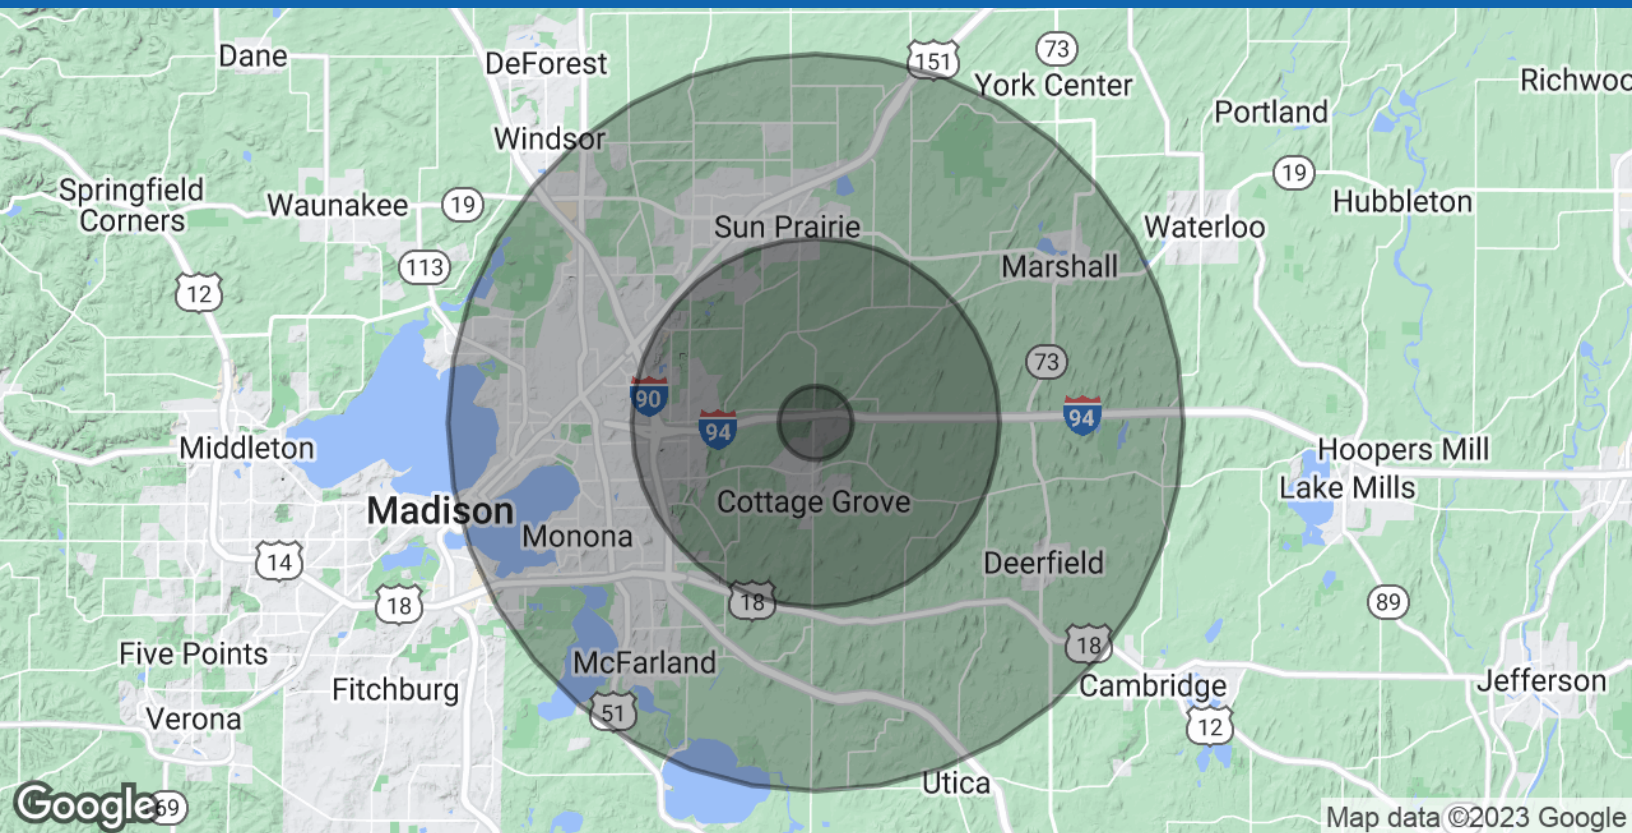 Dane
DeForest
151
73
York Center
Richwoo
Portland
Windsor
19
Springfield
Corners
Waunakee
19
Hubbleton
Sun Prairie
Waterloo
113
Marshall
12
73
90
94
94
Middleton
Hoopers Mill
Lake Mills
Madison
Cottage Grove
Monona
14
Deerfield
18
18
89
18
Five Points
McFarland
Fitchburg
Cambridge
Jefferson
Verona
51
12
Utica
Google
69
Map data ©2023 Google